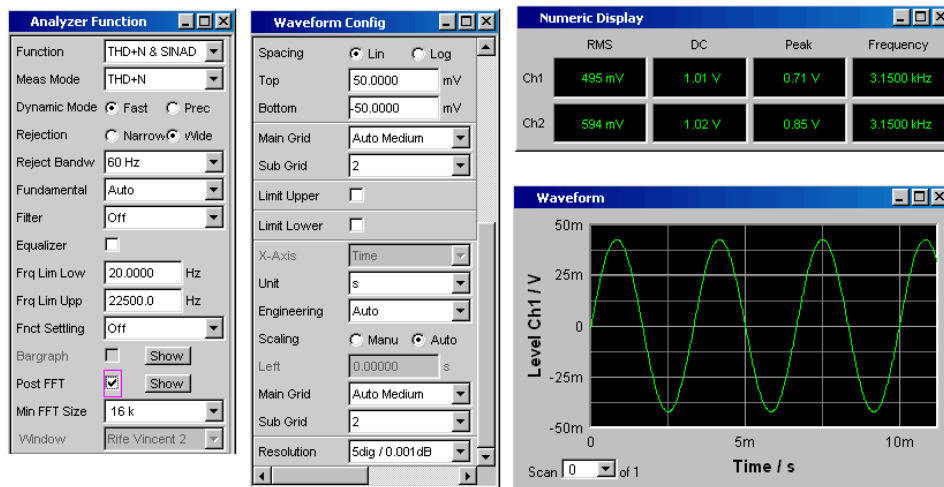 Analyzer Function
Function THD+N & SINAD
Meas Mode THD+N
Dynamic Mode Fast Prec
Rejection Narrow Wide
Reject Bandw 60 Hz
Fundamental Auto
Filter Off
Equalizer
Frq Lim Low 20.0000 Hz
Frq Lim Upp 22500.0 Hz
Fnct Settling Off
Bargraph Show
Post FFT Show
Min FFT Size 16 k
Window Rife Vincent 2
Waveform Config
Spacing Lin Log
Top 50.0000 mV
Bottom -50.0000 mV
Main Grid Auto Medium
Sub Grid 2
Limit Upper
Limit Lower
X-Axis Time
Unit s
Engineering Auto
Scaling Manu Auto
Left 0.00000 s
Main Grid Auto Medium
Sub Grid 2
Resolution 5dig / 0.001dB
Numeric Display
RMS DC Peak Frequency
Ch1 495 mV 1.01 V 0.71 V 3.1500 kHz
Ch2 594 mV 1.02 V 0.85 V 3.1500 kHz
Waveform
50m
25m
0
-25m
-50m
Level Ch1 / V
0 5m 10m
Time / s
Scan 0 of 1